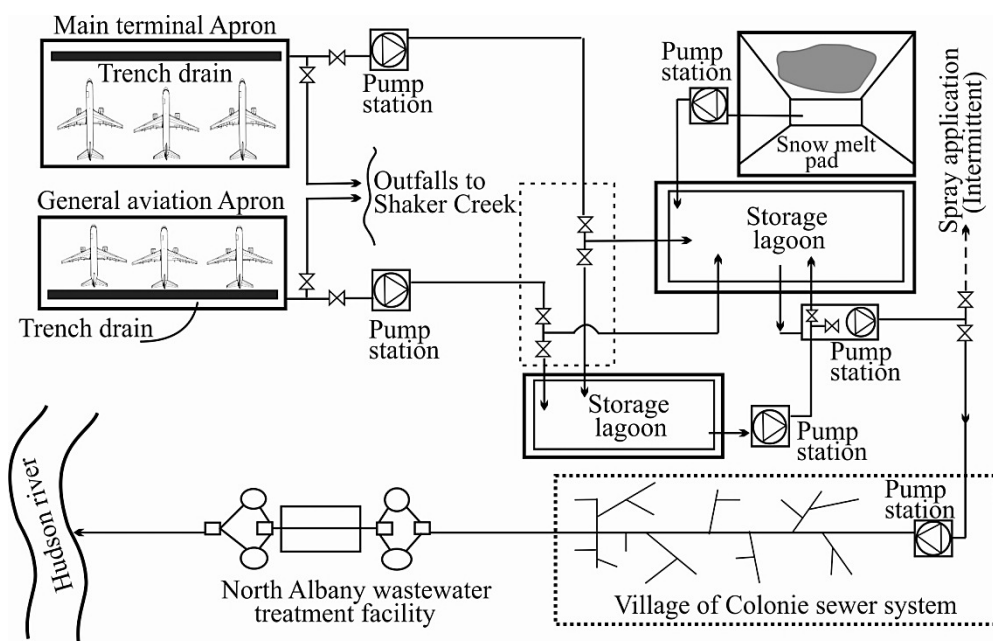 Main terminal Apron
Trench drain
Pump
station
Pump
station
Snow melt
pad
Spray application
(Intermittent)
Outfalls to
Shaker Creek
General aviation Apron
Trench drain
Pump
station
Storage
lagoon
Pump
station
Storage
lagoon
Pump
station
Hudson river
North Albany wastewater
treatment facility
Pump
station
Village of Colonie sewer system